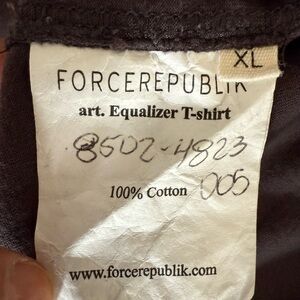 XL
FORCEREPUBLIK
art. Equalizer T-shirt
8502-4823
005
100% Cotton
www.forcerepublik.com